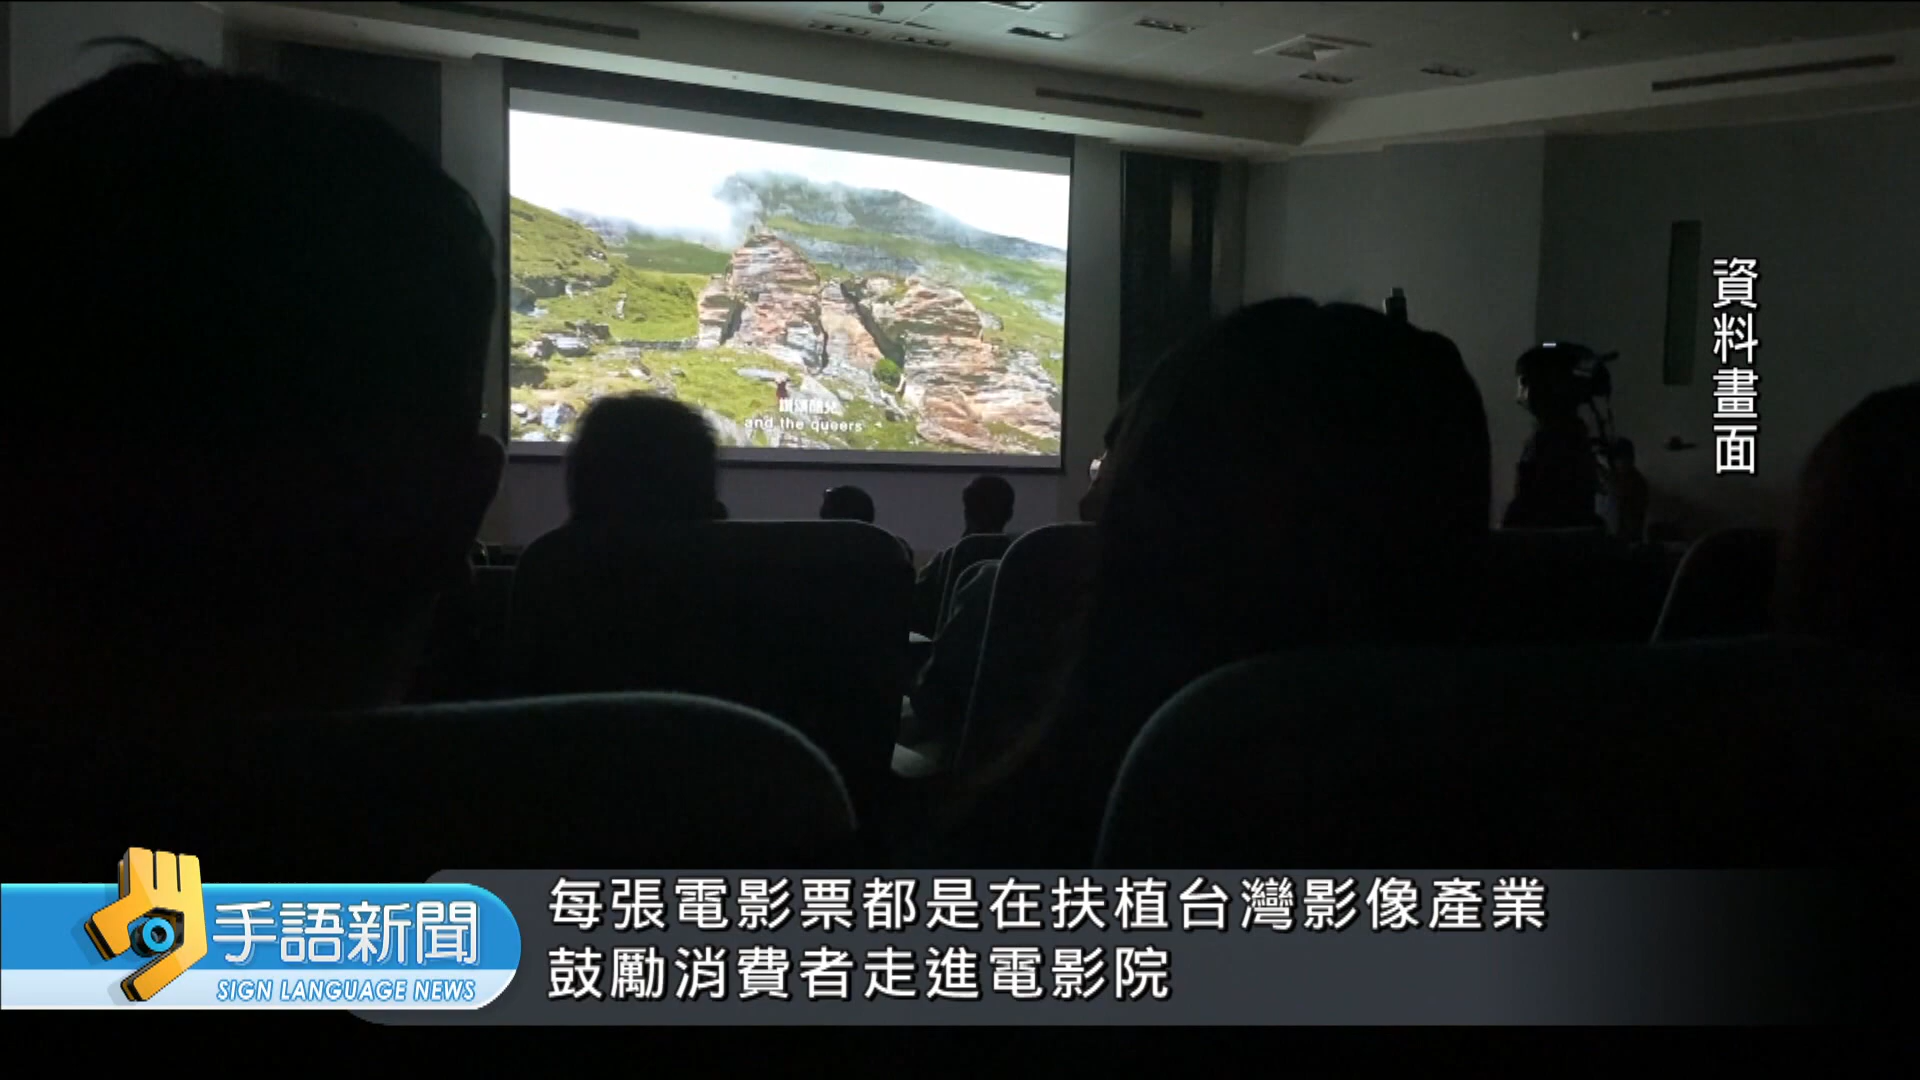 資料畫面
and the queers
手語新聞
SIGN LANGUAGE NEWS
每張電影票都是在扶植台灣影像產業
鼓勵消費者走進電影院